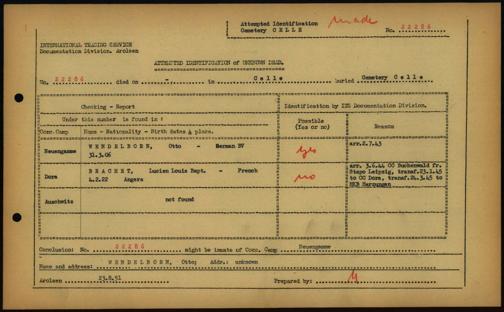 Attempted Identification made
Cemetery CELLE No. 22286
INTERNATIONAL TRACING SERVICE
Documentation Division. Arolsen
ATTEMPTED IDENTIFICATION of UNKNOWN DEAD.
No. 22286 died on - in Celle buried Cemetery Celle
Checking - Report Identification by ITS Documentation Division.
Under this number is found in: Possible (Yes or no) Reason
Conc.Camp Name - Nationality - Birth dates & place.
Neuengamme WENDELBORN, Otto - German BV yes arr.2.7.43
31.3.06
Dora BRACHET, Lucien Louis Bapt. - French no arr. 3.6.44 CC Buchenwald fr.
4.2.22 Angers Stapo Leipzig, transf.23.1.45
to CC Dora, transf.24.3.45 to
HKB Harzungen
Auschwitz not found
Conclusion: No. 22286 might be inmate of Conc. Camp Neuengamme
Name and address: WENDELBORN, Otto; Addr.: unknown
Arolsen 23.8.51 Prepared by: